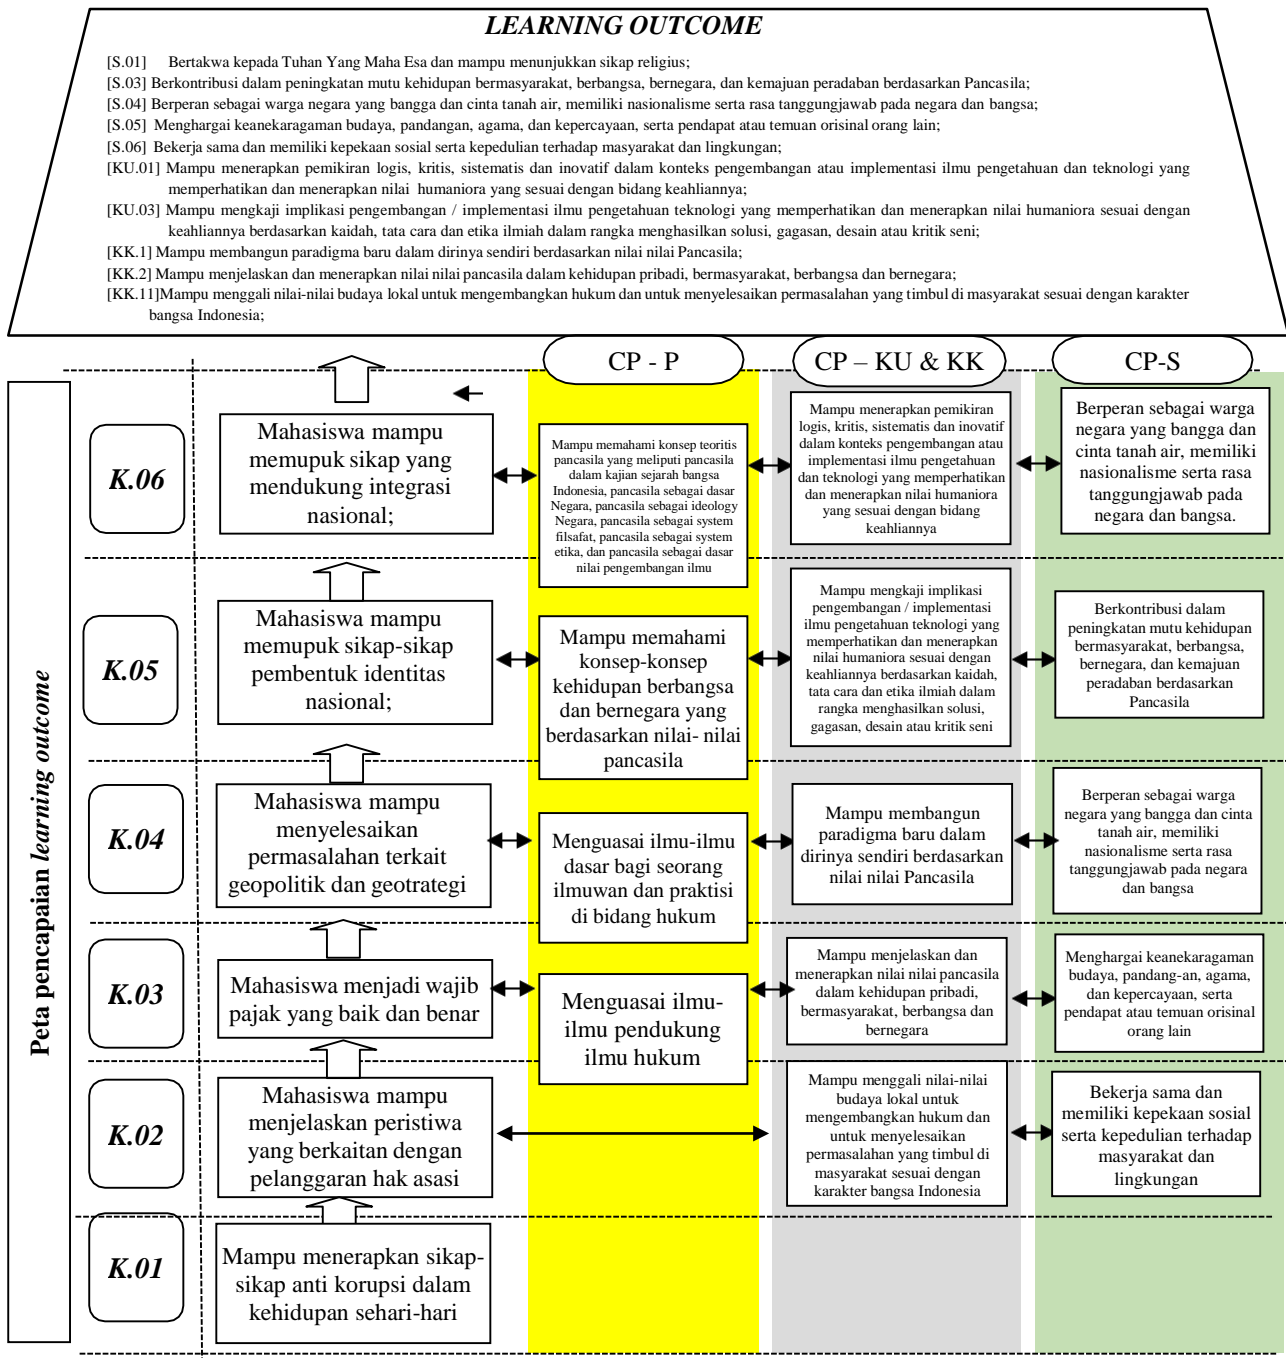 LEARNING OUTCOME
[S.01] Bertakwa kepada Tuhan Yang Maha Esa dan mampu menunjukkan sikap religius;
[S.03] Berkontribusi dalam peningkatan mutu kehidupan bermasyarakat, berbangsa, bernegara, dan kemajuan peradaban berdasarkan Pancasila;
[S.04] Berperan sebagai warga negara yang bangga dan cinta tanah air, memiliki nasionalisme serta rasa tanggungjawab pada negara dan bangsa;
[S.05] Menghargai keanekaragaman budaya, pandangan, agama, dan kepercayaan, serta pendapat atau temuan orisinal orang lain;
[S.06] Bekerja sama dan memiliki kepekaan sosial serta kepedulian terhadap masyarakat dan lingkungan;
[KU.01] Mampu menerapkan pemikiran logis, kritis, sistematis dan inovatif dalam konteks pengembangan atau implementasi ilmu pengetahuan dan teknologi yang
memperhatikan dan menerapkan nilai humaniora yang sesuai dengan bidang keahliannya;
[KU.03] Mampu mengkaji implikasi pengembangan / implementasi ilmu pengetahuan teknologi yang memperhatikan dan menerapkan nilai humaniora sesuai dengan
keahliannya berdasarkan kaidah, tata cara dan etika ilmiah dalam rangka menghasilkan solusi, gagasan, desain atau kritik seni;
[KK.1] Mampu membangun paradigma baru dalam dirinya sendiri berdasarkan nilai nilai Pancasila;
[KK.2] Mampu menjelaskan dan menerapkan nilai nilai pancasila dalam kehidupan pribadi, bermasyarakat, berbangsa dan bernegara;
[KK.11]Mampu menggali nilai-nilai budaya lokal untuk mengembangkan hukum dan untuk menyelesaikan permasalahan yang timbul di masyarakat sesuai dengan karakter
bangsa Indonesia;
CP - P
CP – KU & KK
CP-S
Peta pencapaian learning outcome
K.06
Mahasiswa mampu
memupuk sikap yang
mendukung integrasi
nasional;
Mampu memahami konsep teoritis
pancasila yang meliputi pancasila
dalam kajian sejarah bangsa
Indonesia, pancasila sebagai dasar
Negara, pancasila sebagai ideology
Negara, pancasila sebagai system
filsafat, pancasila sebagai system
etika, dan pancasila sebagai dasar
nilai pengembangan ilmu
Mampu menerapkan pemikiran
logis, kritis, sistematis dan inovatif
dalam konteks pengembangan atau
implementasi ilmu pengetahuan
dan teknologi yang memperhatikan
dan menerapkan nilai humaniora
yang sesuai dengan bidang
keahliannya
Berperan sebagai warga
negara yang bangga dan
cinta tanah air, memiliki
nasionalisme serta rasa
tanggungjawab pada
negara dan bangsa.
K.05
Mahasiswa mampu
memupuk sikap-sikap
pembentuk identitas
nasional;
Mampu memahami
konsep-konsep
kehidupan berbangsa
dan bernegara yang
berdasarkan nilai- nilai
pancasila
Mampu mengkaji implikasi
pengembangan / implementasi
ilmu pengetahuan teknologi yang
memperhatikan dan menerapkan
nilai humaniora sesuai dengan
keahliannya berdasarkan kaidah,
tata cara dan etika ilmiah dalam
rangka menghasilkan solusi,
gagasan, desain atau kritik seni
Berkontribusi dalam
peningkatan mutu kehidupan
bermasyarakat, berbangsa,
bernegara, dan kemajuan
peradaban berdasarkan
Pancasila
K.04
Mahasiswa mampu
menyelesaikan
permasalahan terkait
geopolitik dan geotrategi
Menguasai ilmu-ilmu
dasar bagi seorang
ilmuwan dan praktisi
di bidang hukum
Mampu membangun
paradigma baru dalam
dirinya sendiri berdasarkan
nilai nilai Pancasila
Berperan sebagai warga
negara yang bangga dan cinta
tanah air, memiliki
nasionalisme serta rasa
tanggungjawab pada negara
dan bangsa
K.03
Mahasiswa menjadi wajib
pajak yang baik dan benar
Menguasai ilmu-
ilmu pendukung
ilmu hukum
Mampu menjelaskan dan
menerapkan nilai nilai pancasila
dalam kehidupan pribadi,
bermasyarakat, berbangsa dan
bernegara
Menghargai keanekaragaman
budaya, pandang-an, agama,
dan kepercayaan, serta
pendapat atau temuan orisinal
orang lain
K.02
Mahasiswa mampu
menjelaskan peristiwa
yang berkaitan dengan
pelanggaran hak asasi
Mampu menggali nilai-nilai
budaya lokal untuk
mengembangkan hukum dan
untuk menyelesaikan
permasalahan yang timbul di
masyarakat sesuai dengan
karakter bangsa Indonesia
Bekerja sama dan
memiliki kepekaan sosial
serta kepedulian terhadap
masyarakat dan
lingkungan
K.01
Mampu menerapkan sikap-
sikap anti korupsi dalam
kehidupan sehari-hari